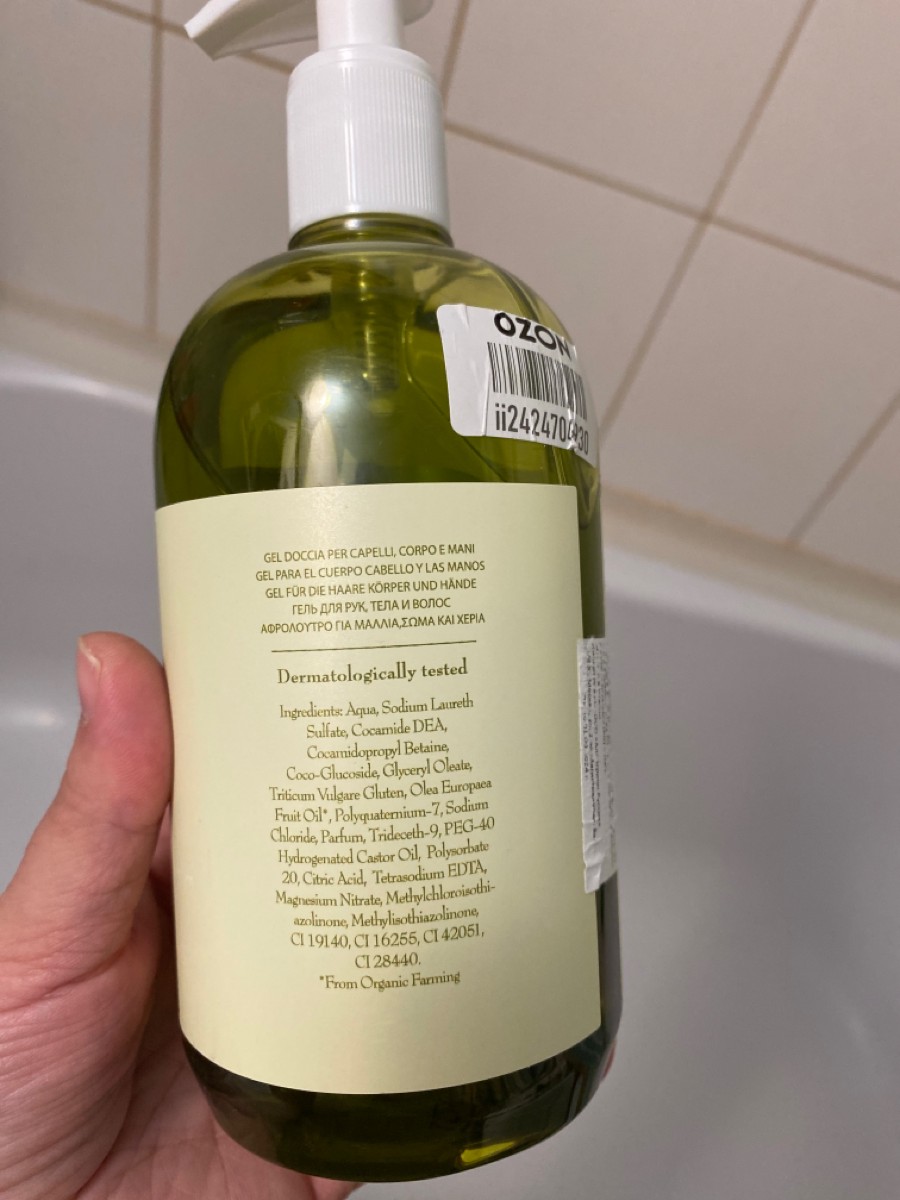 OZON
GEL DOCCIA PER CAPELLI, CORPO E MANI
GEL PARA EL CUERPO CABELLO Y LAS MANOS
GEL FÜR DIE HAARE KÖRPER UND HÄNDE
ГЕЛЬ ДЛЯ РУК, ТЕЛА И ВОЛОС
ΑΦΡΟΛΟΥΤΡΟ ΓΙΑ ΜΑΛΛΙΑ,ΣΩΜΑ ΚΑΙ ΧΕΡΙΑ
Dermatologically tested
Ingredients: Aqua, Sodium Laureth
Sulfate, Cocamide DEA,
Cocamidopropyl Betaine,
Coco-Glucoside, Glyceryl Oleate,
Triticum Vulgare Gluten, Olea Europaea
Fruit Oil*, Polyquaternium-7, Sodium
Chloride, Parfum, Trideceth-9, PEG-40
Hydrogenated Castor Oil, Polysorbate
20, Citric Acid, Tetrasodium EDTA,
Magnesium Nitrate, Methylchloroisothi-
azolinone, Methylisothiazolinone,
CI 19140, CI 16255, CI 42051,
CI 28440.
*From Organic Farming